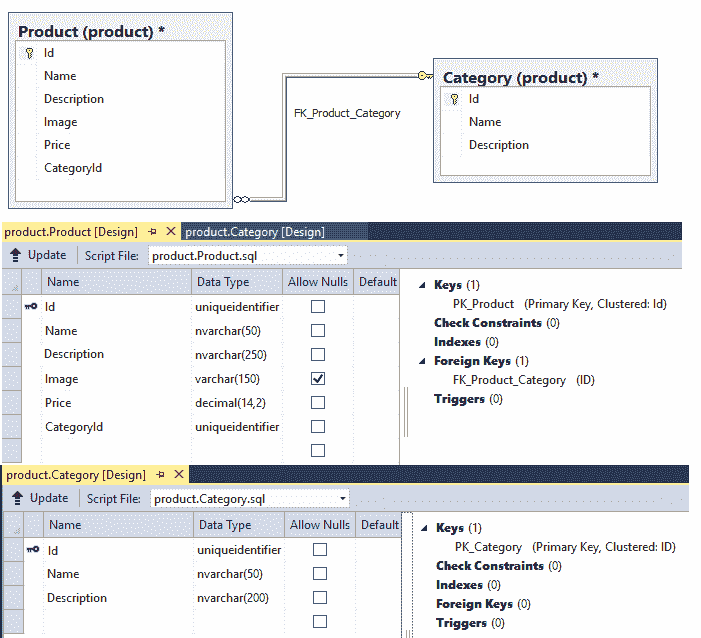 Product (product) *
Id
Name
Description
Image
Price
CategoryId
FK_Product_Category
Category (product) *
Id
Name
Description
product.Product [Design] product.Category [Design]
Update Script File: product.Product.sql
Name Data Type Allow Nulls Default
Id uniqueidentifier
Name nvarchar(50)
Description nvarchar(250)
Image varchar(150)
Price decimal(14,2)
CategoryId uniqueidentifier
Keys (1)
PK_Product (Primary Key, Clustered: Id)
Check Constraints (0)
Indexes (0)
Foreign Keys (1)
FK_Product_Category (ID)
Triggers (0)
product.Category [Design]
Update Script File: product.Category.sql
Name Data Type Allow Nulls Default
Id uniqueidentifier
Name nvarchar(50)
Description nvarchar(200)
Keys (1)
PK_Category (Primary Key, Clustered: ID)
Check Constraints (0)
Indexes (0)
Foreign Keys (0)
Triggers (0)